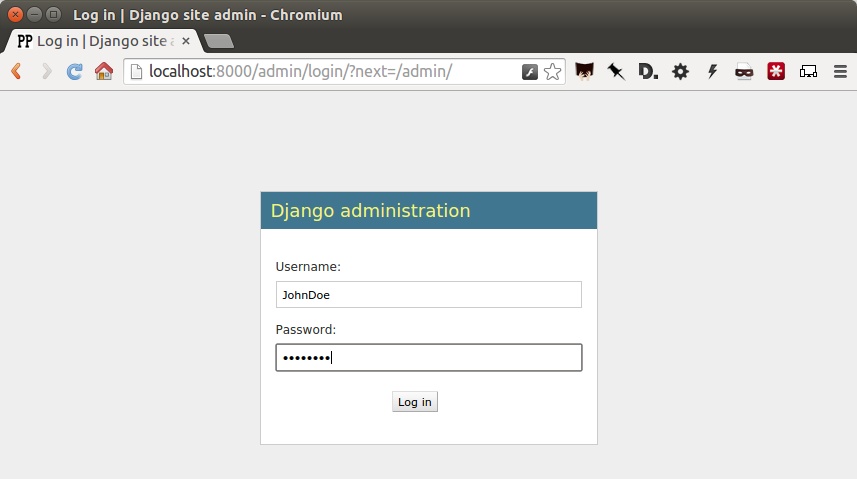 Log in | Django site admin - Chromium
PP Log in | Django site a
localhost:8000/admin/login/?next=/admin/
D.
Django administration
Username:
JohnDoe
Password:
••••••••
Log in